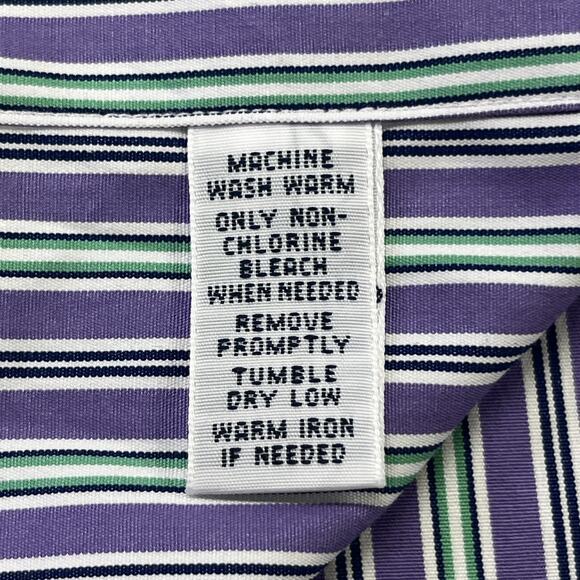 MACHINE
WASH WARM
ONLY NON-
CHLORINE
BLEACH
WHEN NEEDED
REMOVE
PROMPTLY
TUMBLE
DRY LOW
WARM IRON
IF NEEDED